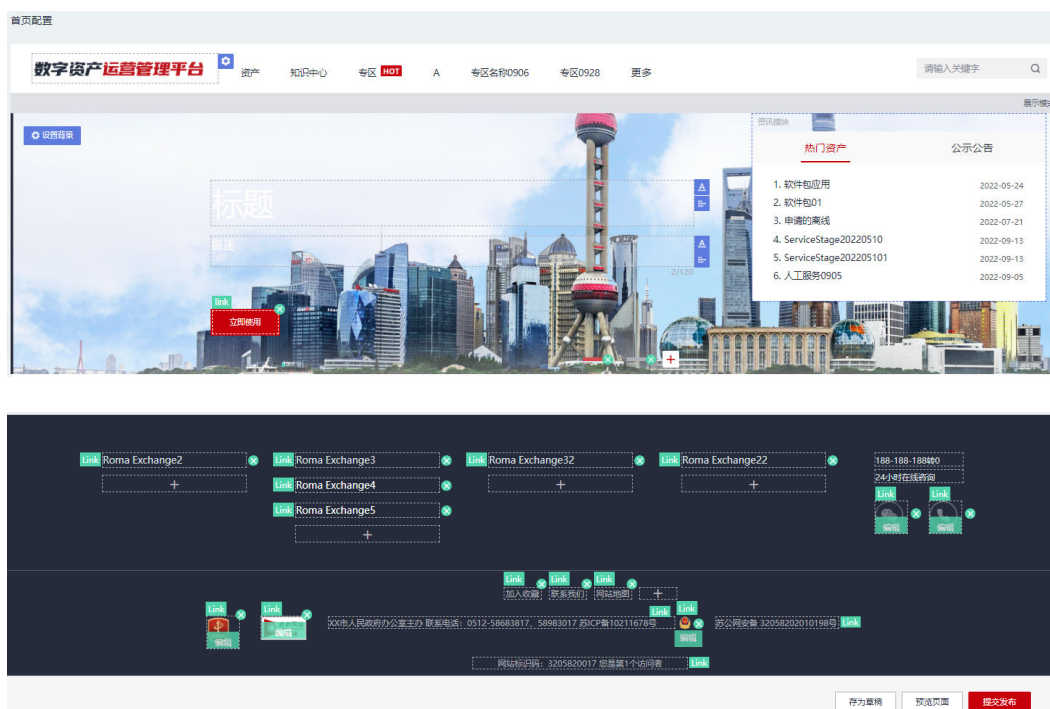 首页配置
数字资产运营管理平台 资产 知识中心 专区 HOT A 专区名称0906 专区0928 更多 请输入关键字
展示模
设置背景
资讯模块
热门资产 公示公告
1. 软件包应用 2022-05-24
2. 软件包01 2022-05-27
3. 申请的离线 2022-07-21
4. ServiceStage20220510 2022-09-13
5. ServiceStage202205101 2022-09-13
6. 人工服务0905 2022-09-05
标题
描述
2/120
link
立即使用
Link Roma Exchange2 Link Roma Exchange3 Link Roma Exchange32 Link Roma Exchange22 188-188-188转0
Link Roma Exchange4 24小时在线咨询
Link Roma Exchange5 Link Link
编辑 编辑
Link Link Link
加入收藏 联系我们 网站地图
Link Link Link Link
XX市人民政府办公室主办 联系电话：0512-58683817、58983017 苏ICP备10211678号 苏公网安备 32058202010198号 Link
编辑 编辑 编辑
网站标识码：3205820017 您是第1个访问者 Link
存为草稿 预览页面 提交发布